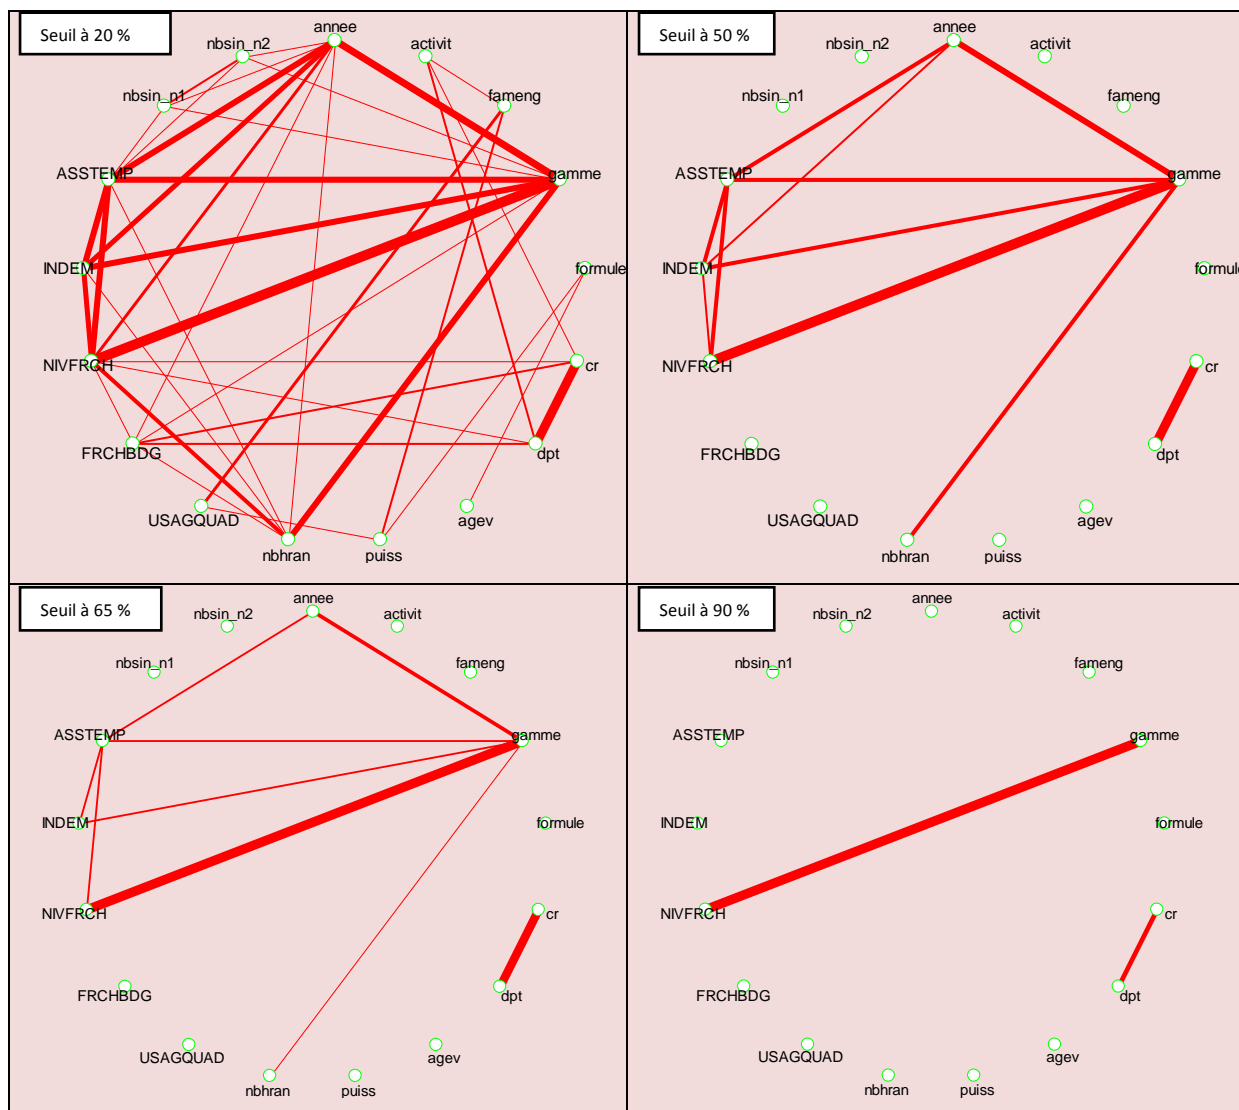 Seuil à 20 %
annee
nbsin_n2
activit
nbsin_n1
fameng
ASSTEMP
gamme
INDEM
formule
NIVFRCH
cr
FRCHBDG
dpt
USAGQUAD
agev
nbhran
puiss
Seuil à 50 %
annee
nbsin_n2
activit
nbsin_n1
fameng
ASSTEMP
gamme
INDEM
formule
NIVFRCH
cr
FRCHBDG
dpt
USAGQUAD
agev
nbhran
puiss
Seuil à 65 %
annee
nbsin_n2
activit
nbsin_n1
fameng
ASSTEMP
gamme
INDEM
formule
NIVFRCH
cr
FRCHBDG
dpt
USAGQUAD
agev
nbhran
puiss
Seuil à 90 %
annee
nbsin_n2
activit
nbsin_n1
fameng
ASSTEMP
gamme
INDEM
formule
NIVFRCH
cr
FRCHBDG
dpt
USAGQUAD
agev
nbhran
puiss